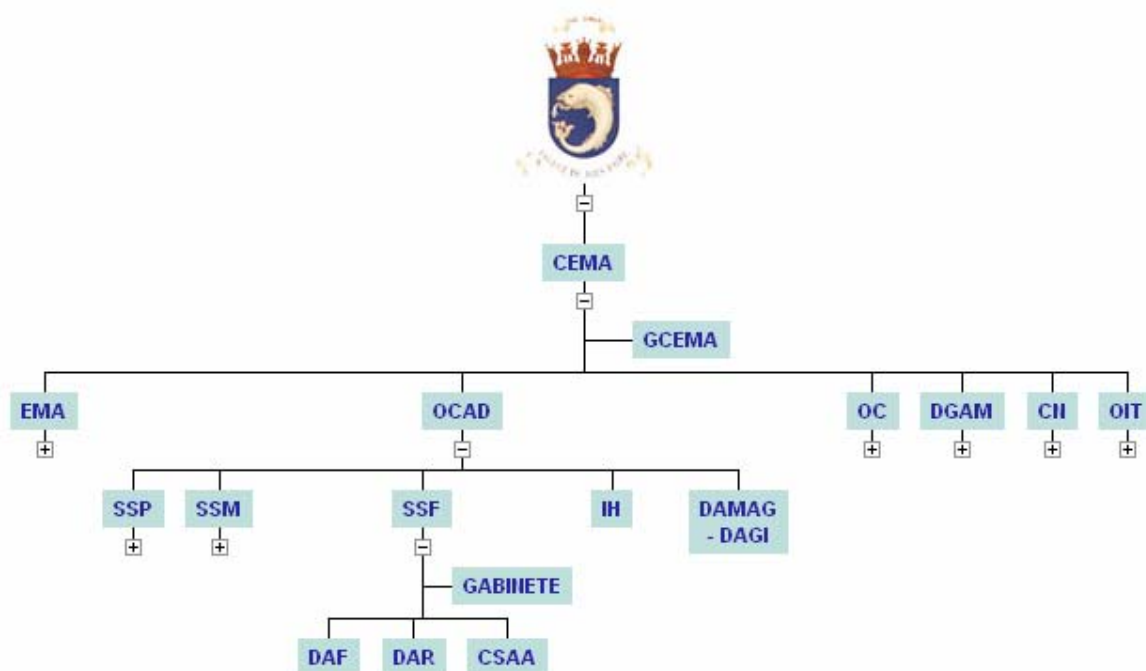 CEMA
GCEMA
EMA
OCAD
OC
DGAM
CN
OIT
SSP
SSM
SSF
IH
DAMAG
- DAGI
GABINETE
DAF
DAR
CSAA